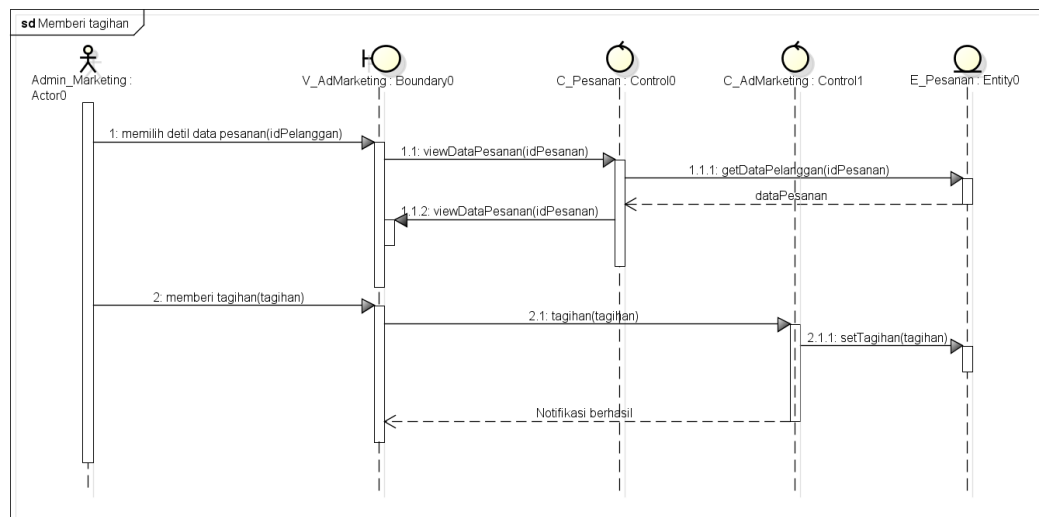 sd Memberi tagihan
Admin_Marketing :
Actor0
V_AdMarketing : Boundary0
C_Pesanan : Control0
C_AdMarketing : Control1
E_Pesanan : Entity0
1: memilih detil data pesanan(idPelanggan)
1.1: viewDataPesanan(idPesanan)
1.1.1: getDataPelanggan(idPesanan)
dataPesanan
1.1.2: viewDataPesanan(idPesanan)
2: memberi tagihan(tagihan)
2.1: tagihan(tagihan)
2.1.1: setTagihan(tagihan)
Notifikasi berhasil